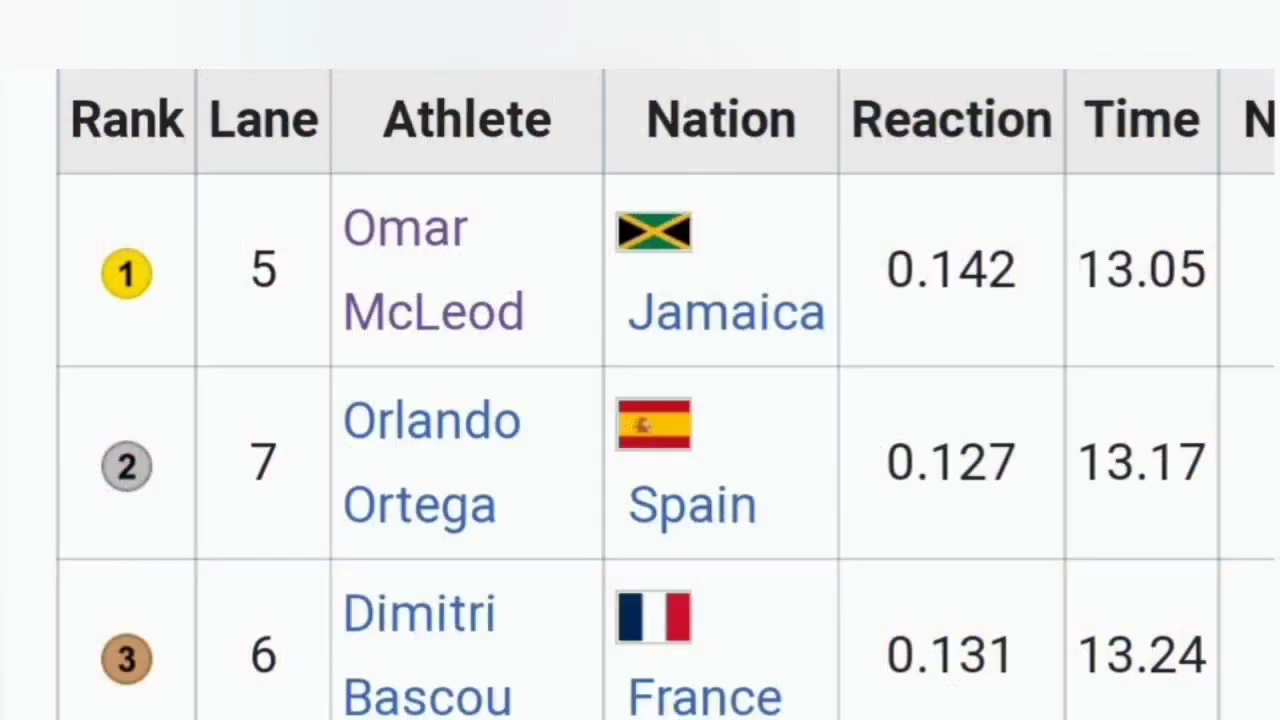 Rank Lane Athlete Nation Reaction Time N
Omar
1 5 0.142 13.05
McLeod Jamaica
Orlando
2 7 0.127 13.17
Ortega Spain
Dimitri
3 6 0.131 13.24
Bascou France